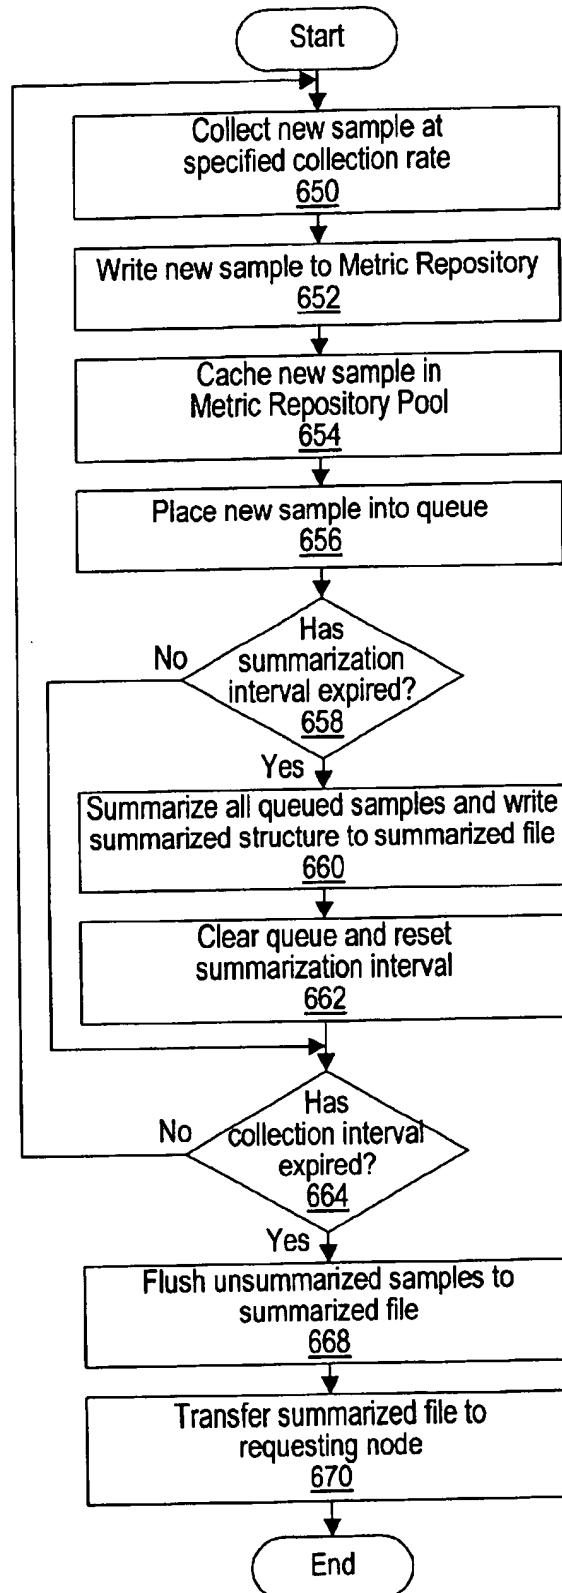 Start
Collect new sample at
specified collection rate
650
Write new sample to Metric Repository
652
Cache new sample in
Metric Repository Pool
654
Place new sample into queue
656
Has
summarization
interval expired?
658
No
Yes
Summarize all queued samples and write
summarized structure to summarized file
660
Clear queue and reset
summarization interval
662
Has
collection interval
expired?
664
No
Yes
Flush unsummarized samples to
summarized file
668
Transfer summarized file to
requesting node
670
End